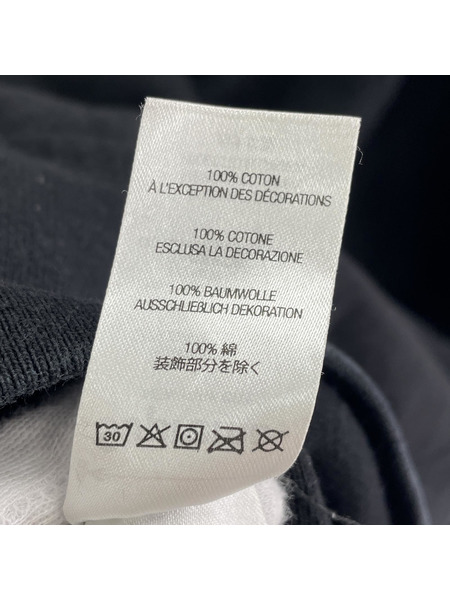 100% COTON
À L'EXCEPTION DES DÉCORATIONS
100% COTONE
ESCLUSA LA DECORAZIONE
100% BAUMWOLLE
AUSSCHLIEßLICH DEKORATION
100% 綿
装飾部分を除く
30